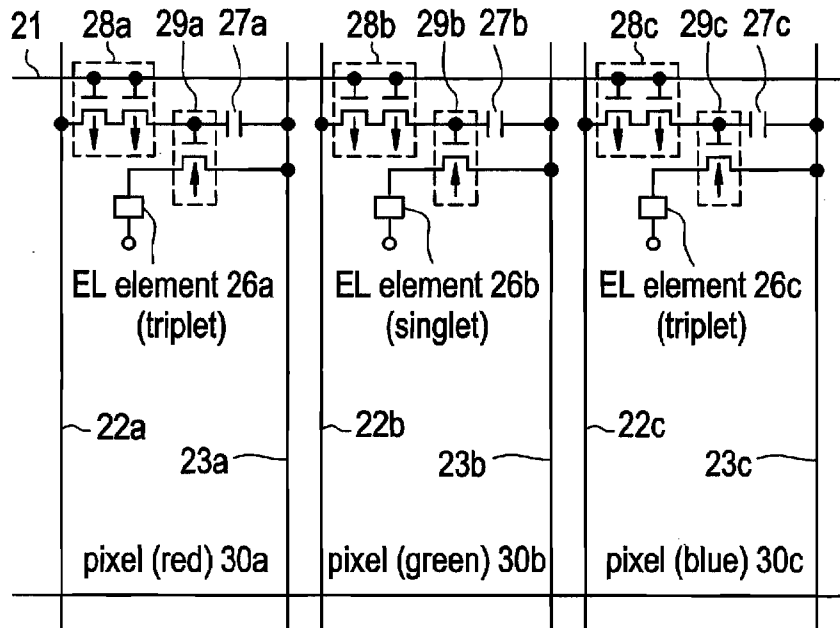 21
28a
29a
27a
28b
29b
27b
28c
29c
27c
EL element 26a
(triplet)
EL element 26b
(singlet)
EL element 26c
(triplet)
22a
22b
22c
23a
23b
23c
pixel (red) 30a
pixel (green) 30b
pixel (blue) 30c